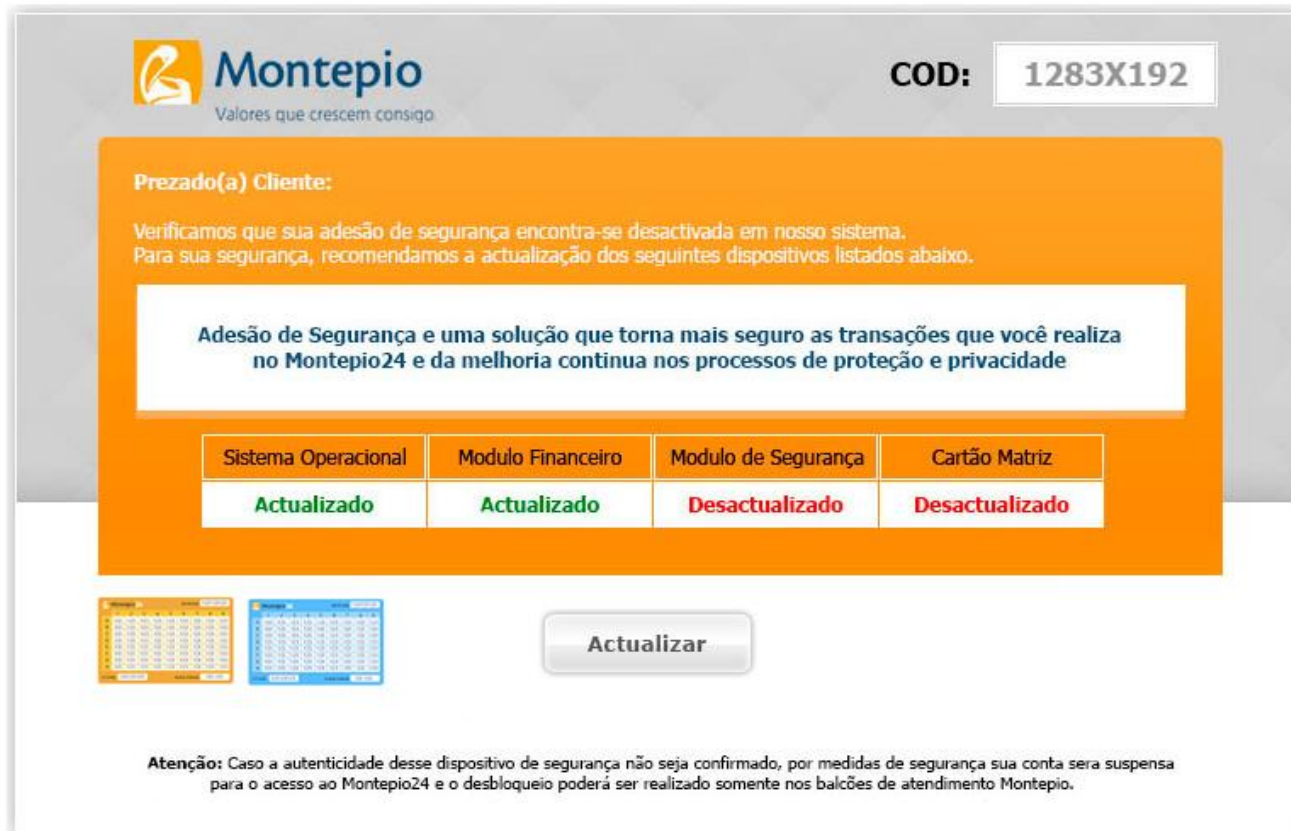 Montepio
Valores que crescem consigo
COD: 1283X192
Prezado(a) Cliente:
Verificamos que sua adesão de segurança encontra-se desactivada em nosso sistema.
Para sua segurança, recomendamos a actualização dos seguintes dispositivos listados abaixo.
Adesão de Segurança e uma solução que torna mais seguro as transações que você realiza
no Montepio24 e da melhoria continua nos processos de proteção e privacidade
Sistema Operacional Modulo Financeiro Modulo de Segurança Cartão Matriz
Actualizado Actualizado Desactualizado Desactualizado
Actualizar
Atenção: Caso a autenticidade desse dispositivo de segurança não seja confirmado, por medidas de segurança sua conta sera suspensa
para o acesso ao Montepio24 e o desbloqueio poderá ser realizado somente nos balcões de atendimento Montepio.